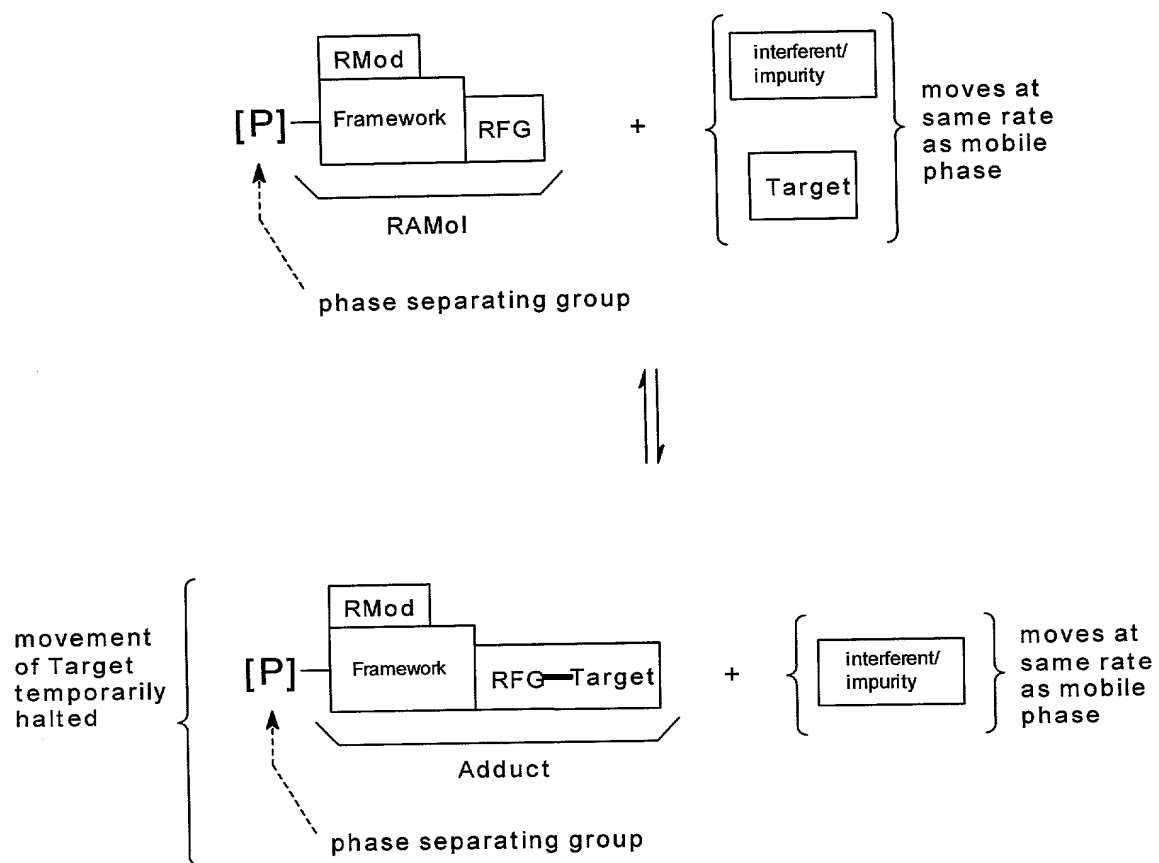 RMod
[P]
Framework
RFG
RAMol
phase separating group
+
interferent/
impurity
Target
moves at
same rate
as mobile
phase
movement
of Target
temporarily
halted
RMod
[P]
Framework
RFG Target
Adduct
phase separating group
+
interferent/
impurity
moves at
same rate
as mobile
phase